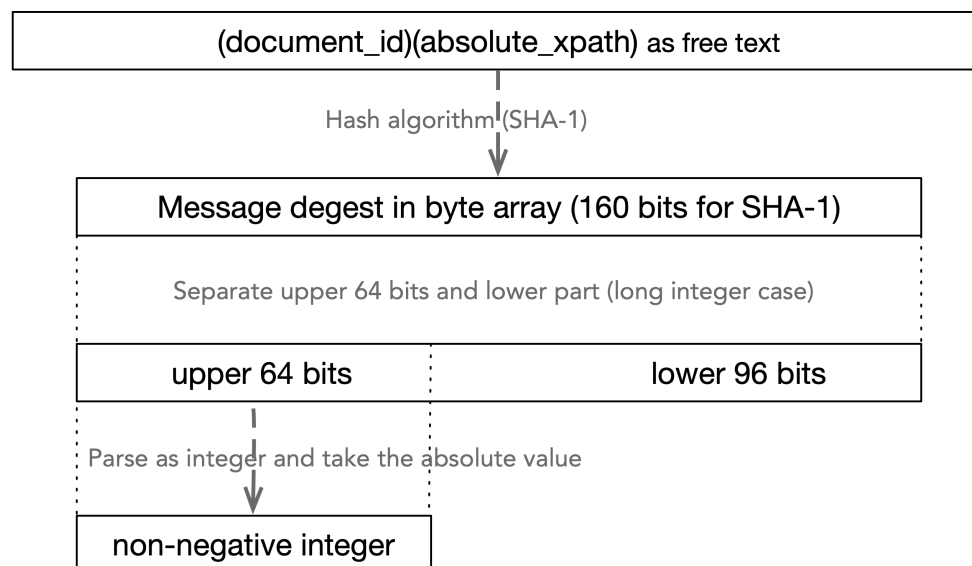 (document_id)(absolute_xpath) as free text
Hash algorithm (SHA-1)
Message degest in byte array (160 bits for SHA-1)
Separate upper 64 bits and lower part (long integer case)
upper 64 bits lower 96 bits
Parse as integer and take the absolute value
non-negative integer